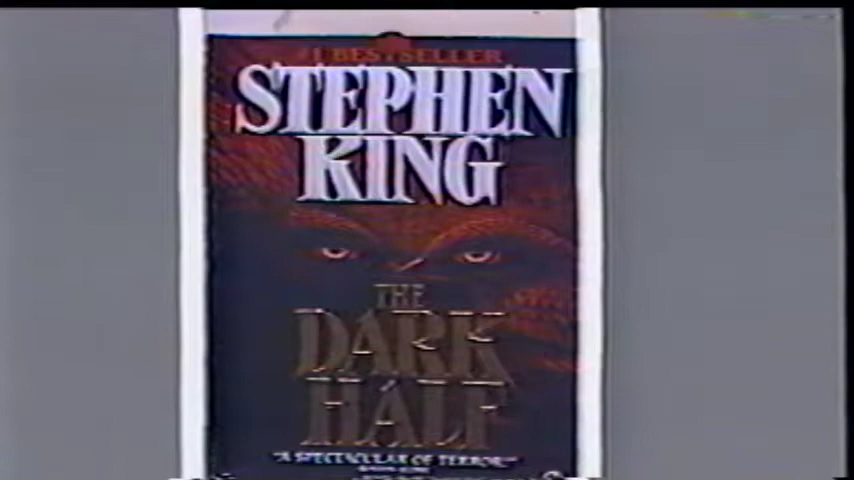 #1 BESTSELLER
STEPHEN
KING
THE
DARK
HALF
"A SPECTACULAR OF TERROR!"